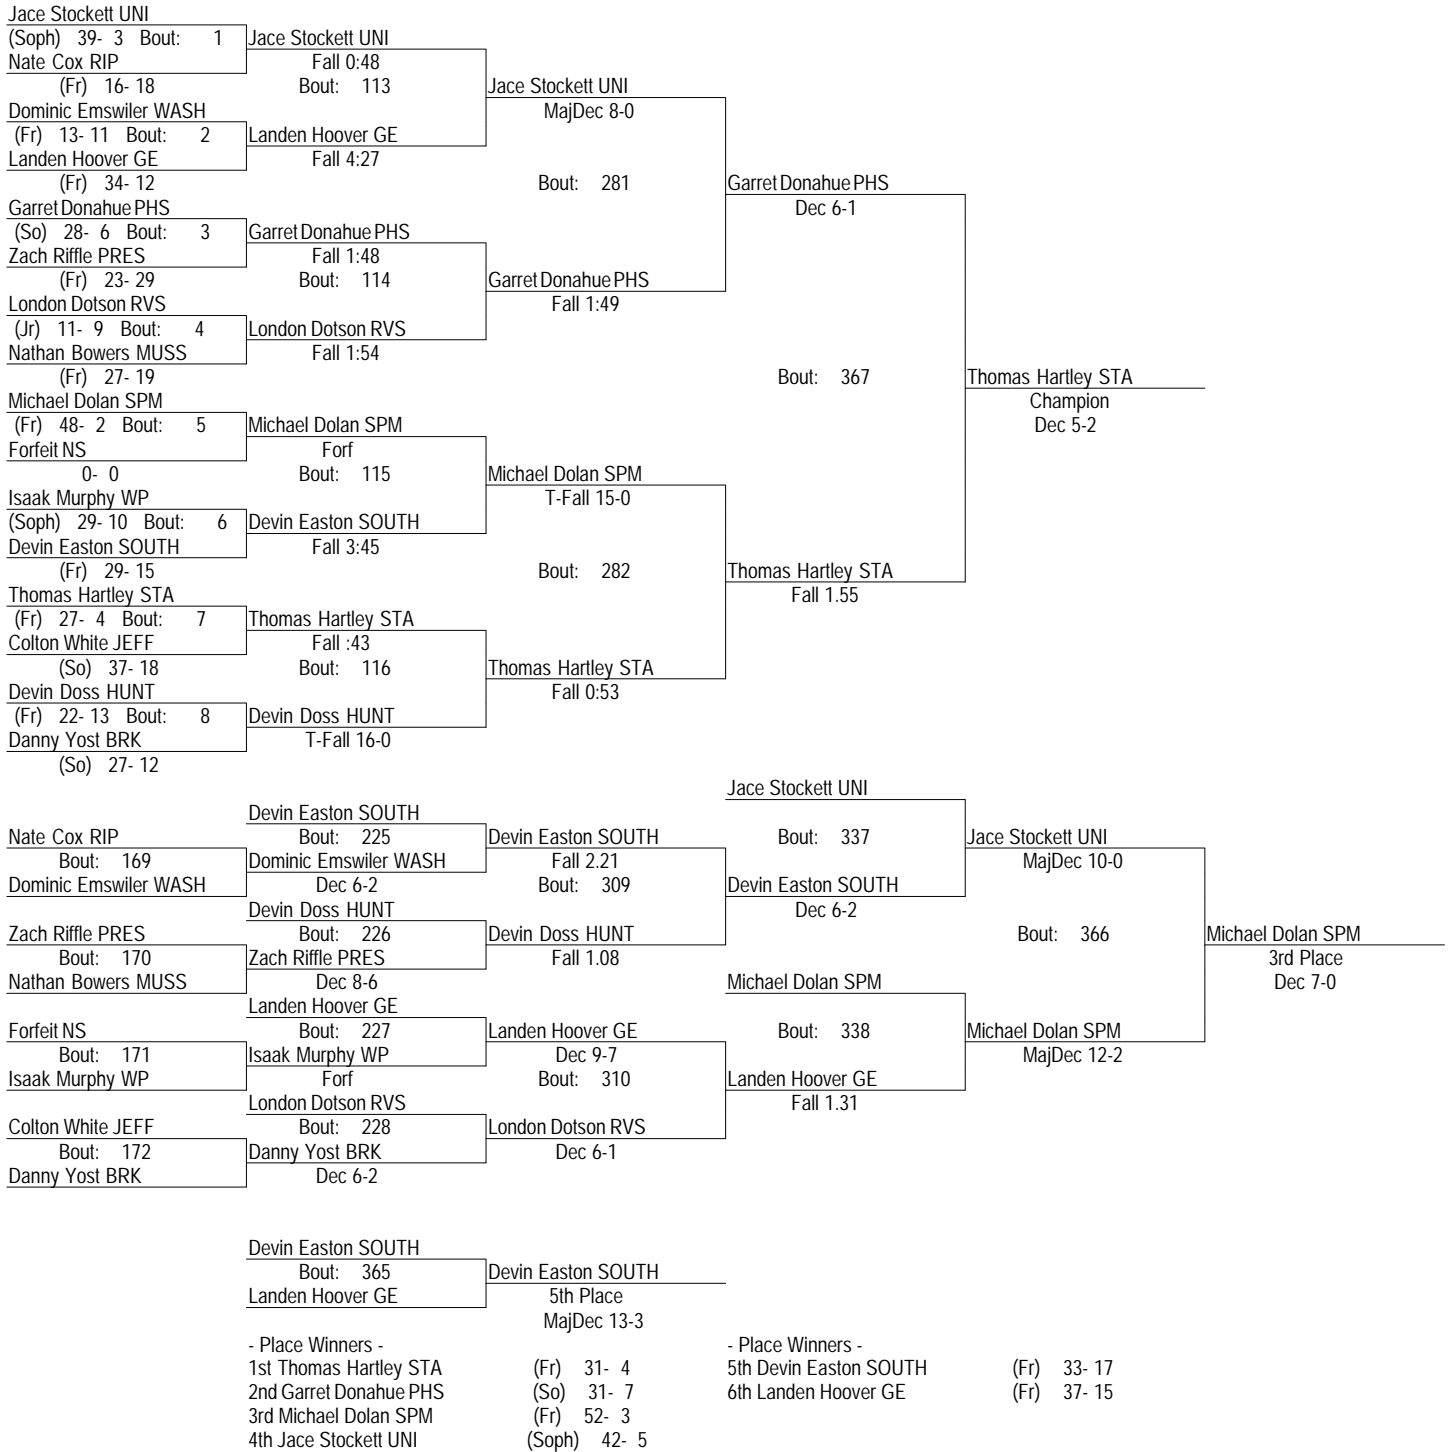 Jace Stockett UNI
(Soph) 39- 3 Bout: 1 Jace Stockett UNI
Nate Cox RIP Fall 0:48
(Fr) 16- 18 Bout: 113 Jace Stockett UNI
Dominic Emswiler WASH MajDec 8-0
(Fr) 13- 11 Bout: 2 Landen Hoover GE
Landen Hoover GE Fall 4:27
(Fr) 34- 12 Bout: 281 Garret Donahue PHS
Garret Donahue PHS Dec 6-1
(So) 28- 6 Bout: 3 Garret Donahue PHS
Zach Riffle PRES Fall 1:48
(Fr) 23- 29 Bout: 114 Garret Donahue PHS
London Dotson RVS Fall 1:49
(Jr) 11- 9 Bout: 4 London Dotson RVS
Nathan Bowers MUSS Fall 1:54
(Fr) 27- 19 Bout: 367 Thomas Hartley STA
Michael Dolan SPM Champion
(Fr) 48- 2 Bout: 5 Michael Dolan SPM Dec 5-2
Forfeit NS Forf
0- 0 Bout: 115 Michael Dolan SPM
Isaak Murphy WP T-Fall 15-0
(Soph) 29- 10 Bout: 6 Devin Easton SOUTH
Devin Easton SOUTH Fall 3:45
(Fr) 29- 15 Bout: 282 Thomas Hartley STA
Thomas Hartley STA Fall 1.55
(Fr) 27- 4 Bout: 7 Thomas Hartley STA
Colton White JEFF Fall :43
(So) 37- 18 Bout: 116 Thomas Hartley STA
Devin Doss HUNT Fall 0:53
(Fr) 22- 13 Bout: 8 Devin Doss HUNT
Danny Yost BRK T-Fall 16-0
(So) 27- 12
Jace Stockett UNI
Devin Easton SOUTH
Nate Cox RIP Bout: 225 Devin Easton SOUTH Bout: 337 Jace Stockett UNI
Bout: 169 Dominic Emswiler WASH Fall 2.21 MajDec 10-0
Dominic Emswiler WASH Dec 6-2 Bout: 309 Devin Easton SOUTH
Devin Doss HUNT Dec 6-2
Zach Riffle PRES Bout: 226 Devin Doss HUNT Bout: 366 Michael Dolan SPM
Bout: 170 Zach Riffle PRES Fall 1.08 3rd Place
Nathan Bowers MUSS Dec 8-6 Michael Dolan SPM Dec 7-0
Landen Hoover GE
Forfeit NS Bout: 227 Landen Hoover GE Bout: 338 Michael Dolan SPM
Bout: 171 Isaak Murphy WP Dec 9-7 MajDec 12-2
Isaak Murphy WP Forf Bout: 310 Landen Hoover GE
London Dotson RVS Fall 1.31
Colton White JEFF Bout: 228 London Dotson RVS
Bout: 172 Danny Yost BRK Dec 6-1
Danny Yost BRK Dec 6-2
Devin Easton SOUTH
Bout: 365 Devin Easton SOUTH
Landen Hoover GE 5th Place
MajDec 13-3
- Place Winners - - Place Winners -
1st Thomas Hartley STA (Fr) 31- 4 5th Devin Easton SOUTH (Fr) 33- 17
2nd Garret Donahue PHS (So) 31- 7 6th Landen Hoover GE (Fr) 37- 15
3rd Michael Dolan SPM (Fr) 52- 3
4th Jace Stockett UNI (Soph) 42- 5